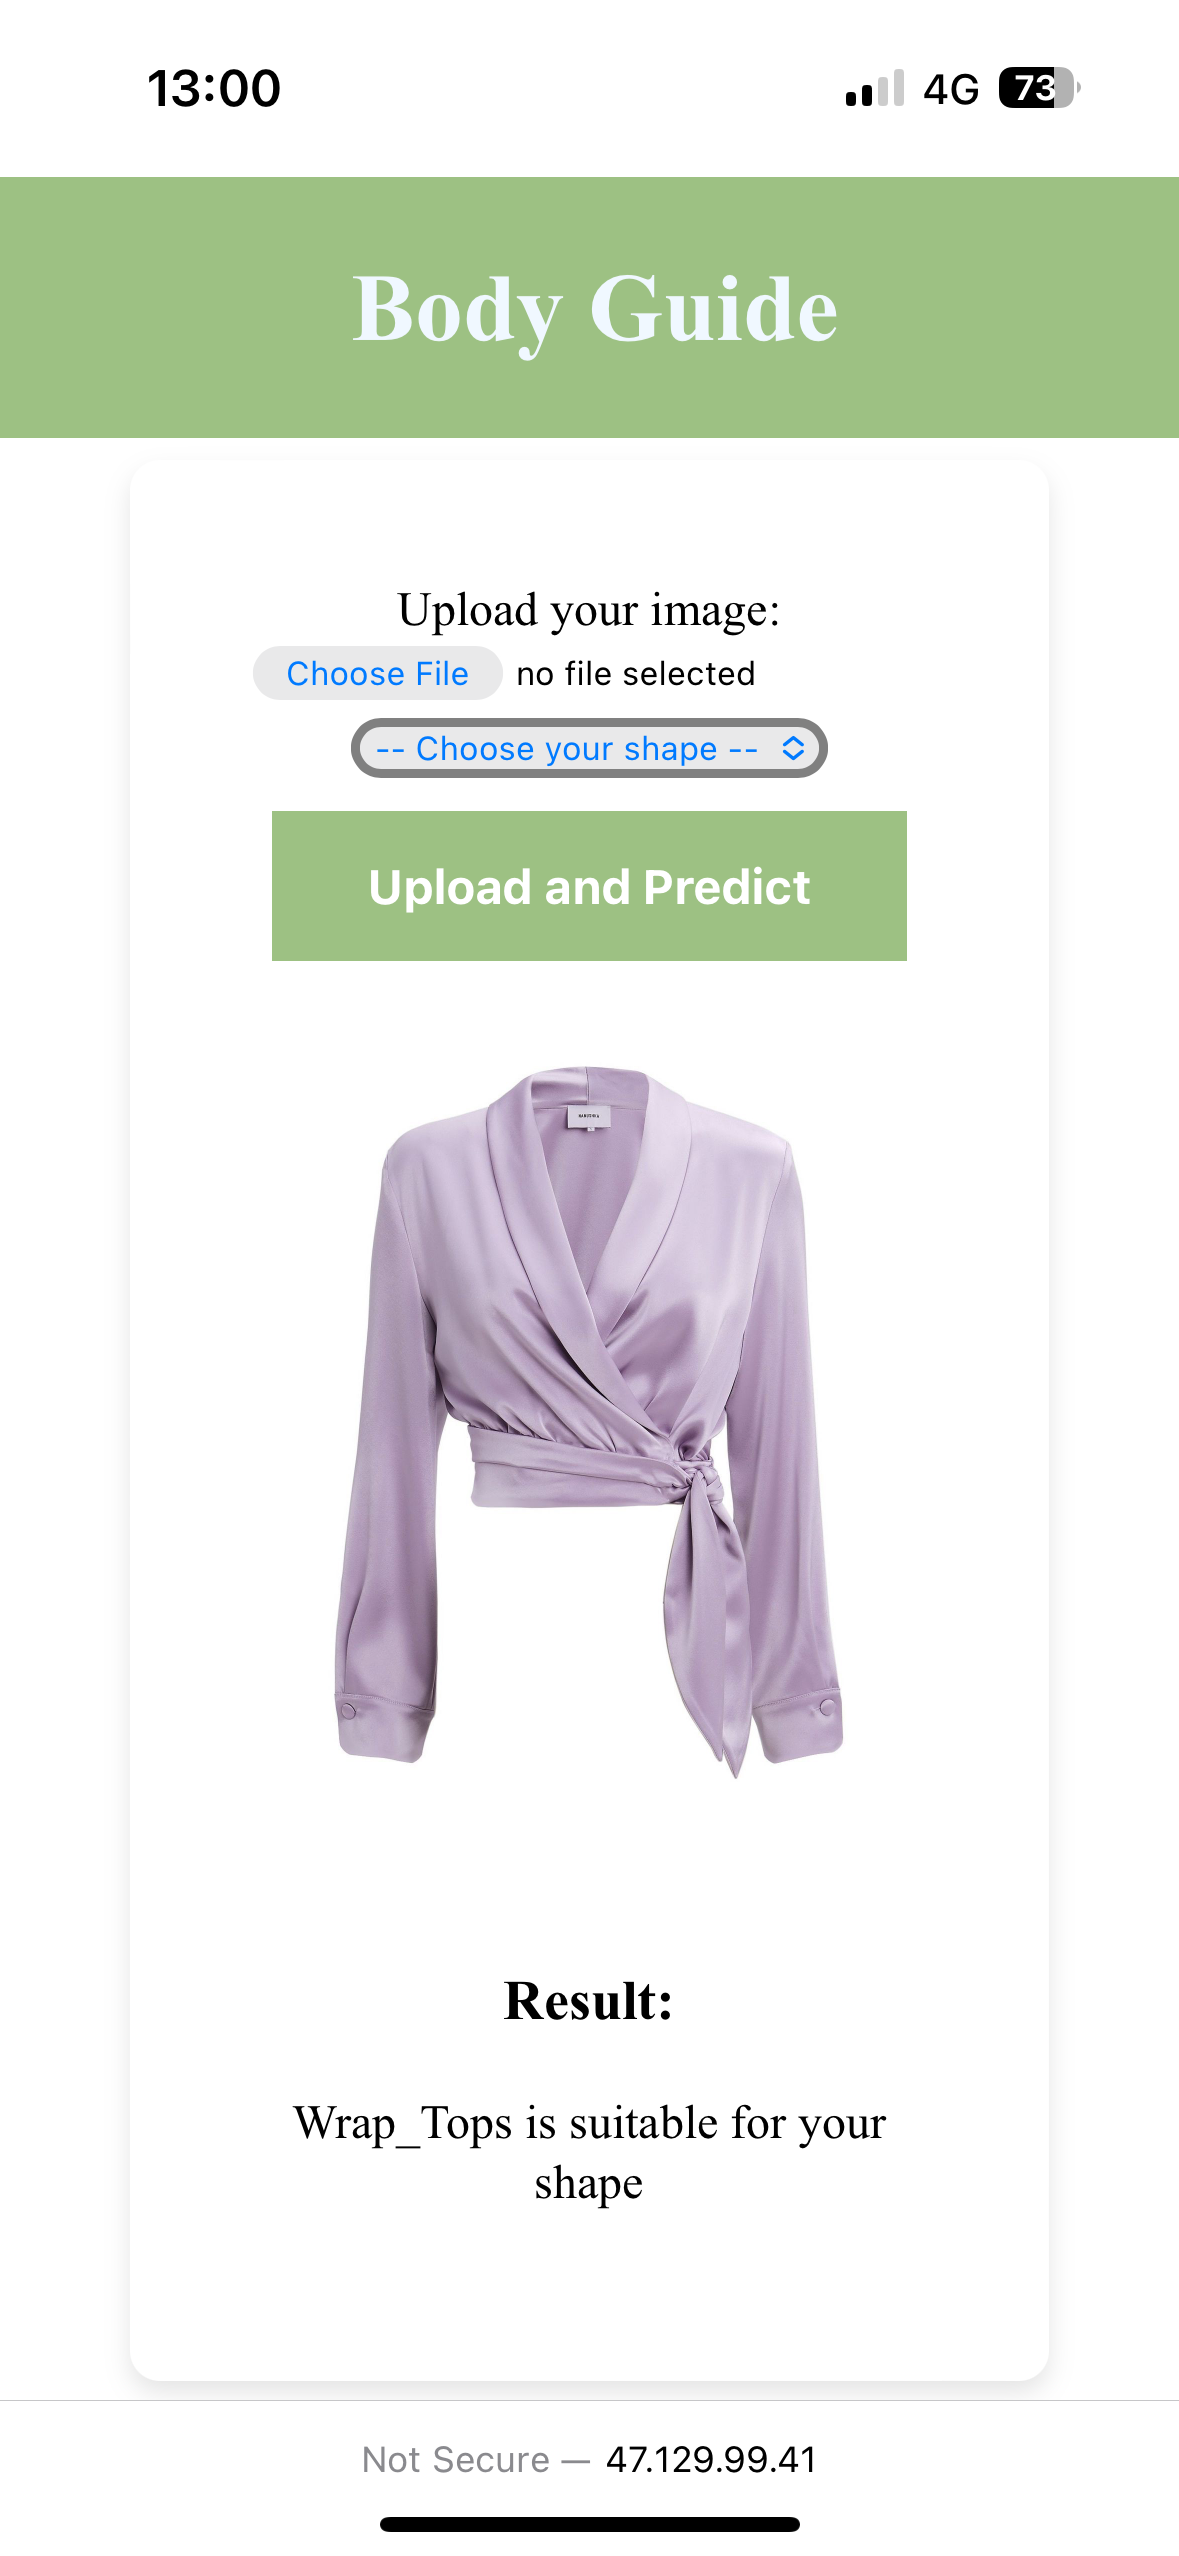 13:00
4G 73
Body Guide
Upload your image:
Choose File no file selected
-- Choose your shape --
Upload and Predict
Result:
Wrap_Tops is suitable for your
shape
Not Secure — 47.129.99.41